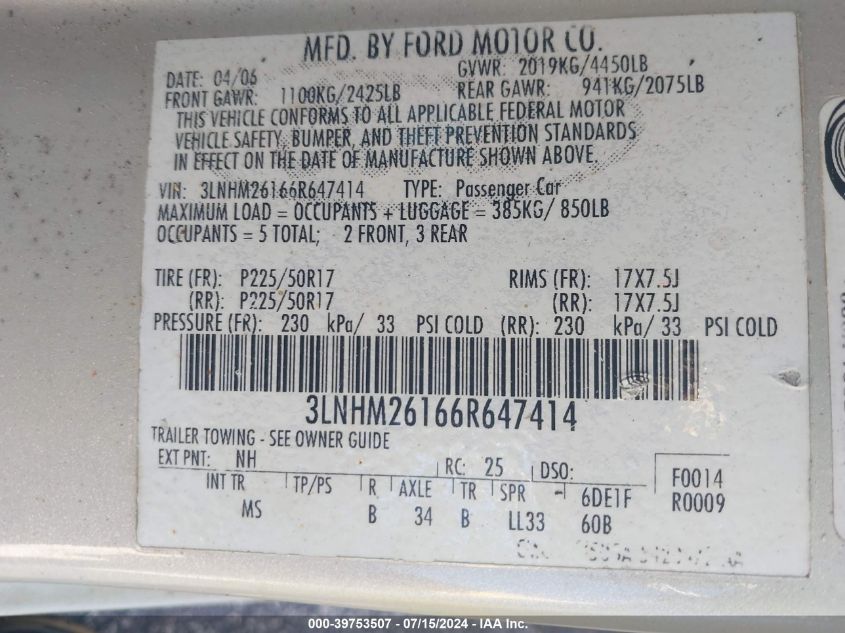 MFD. BY FORD MOTOR CO.
DATE: 04/06 GVWR: 2019KG/4450LB
FRONT GAWR: 1100KG/2425LB REAR GAWR: 941KG/2075LB
THIS VEHICLE CONFORMS TO ALL APPLICABLE FEDERAL MOTOR
VEHICLE SAFETY, BUMPER, AND THEFT PREVENTION STANDARDS
IN EFFECT ON THE DATE OF MANUFACTURE SHOWN ABOVE.
VIN: 3LNHM26166R647414 TYPE: Passenger Car
MAXIMUM LOAD = OCCUPANTS + LUGGAGE = 385KG/ 850LB
OCCUPANTS = 5 TOTAL; 2 FRONT, 3 REAR
TIRE (FR): P225/50R17 RIMS (FR): 17X7.5J
(RR): P225/50R17 (RR): 17X7.5J
PRESSURE (FR): 230 kPa/ 33 PSI COLD (RR): 230 kPa/ 33 PSI COLD
3LNHM26166R647414
TRAILER TOWING - SEE OWNER GUIDE
EXT PNT: NH RC: 25 DSO: F0014
INT TR TP/PS R AXLE TR SPR - 6DE1F R0009
MS B 34 B LL33 60B
000-39753507 / 07/15/2024 - IAA Inc.